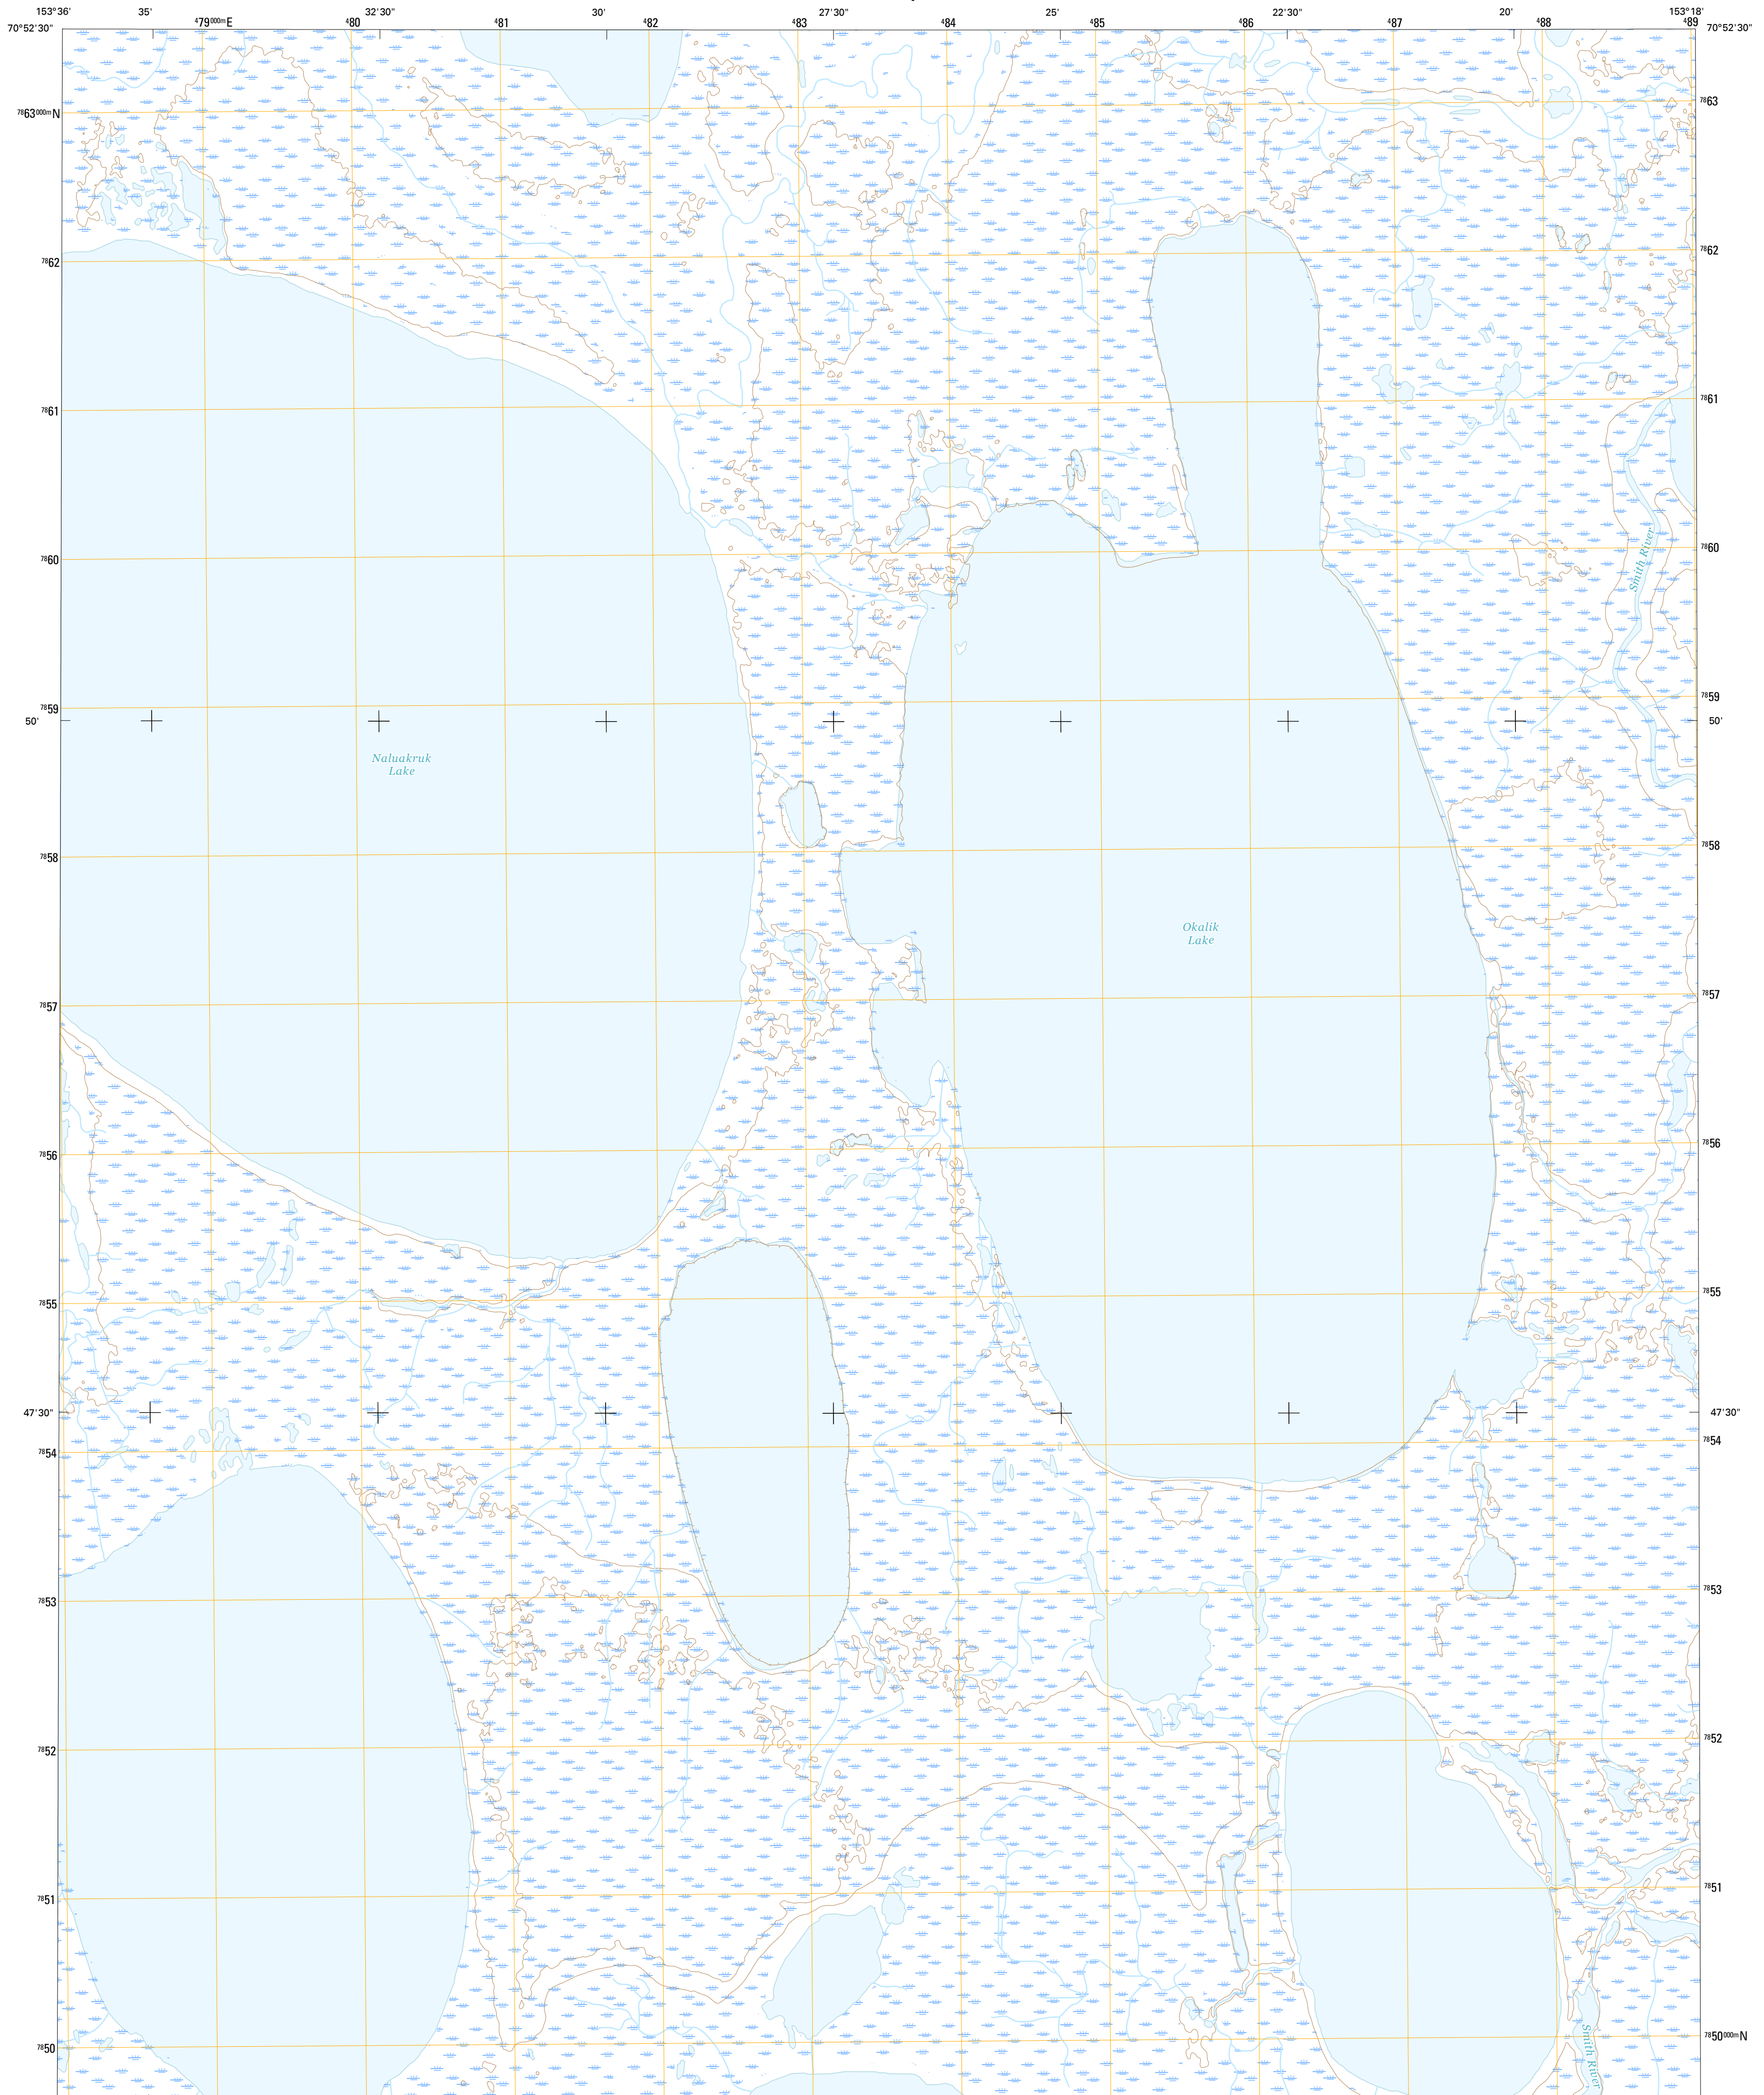 153°36' 35' 32'30" 30' 27'30" 25' 22'30" 20' 153°18'
⁴79⁰⁰⁰ᵐE ⁴80 ⁴81 ⁴82 ⁴83 ⁴84 ⁴85 ⁴86 ⁴87 ⁴88 ⁴89
70°52'30" 70°52'30"
⁷⁸63⁰⁰⁰ᵐN ⁷⁸63
⁷⁸62 ⁷⁸62
⁷⁸61 ⁷⁸61
⁷⁸60 ⁷⁸60
Smith River
⁷⁸59 ⁷⁸59
50' 50'
Naluakruk
Lake
⁷⁸58 ⁷⁸58
Okalik
Lake
⁷⁸57 ⁷⁸57
⁷⁸56 ⁷⁸56
⁷⁸55 ⁷⁸55
47'30" 47'30"
⁷⁸54 ⁷⁸54
⁷⁸53 ⁷⁸53
⁷⁸52 ⁷⁸52
⁷⁸51 ⁷⁸51
⁷⁸50 ⁷⁸50⁰⁰⁰ᵐN
Smith River